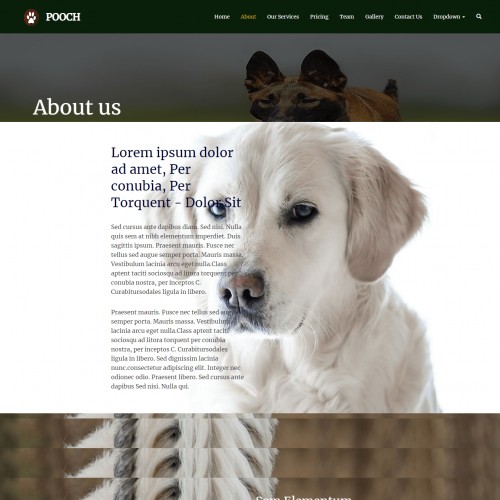 POOCH
Home About Our Services Pricing Team Gallery Contact Us Dropdown
About us
Lorem ipsum dolor
ad amet, Per
conubia, Per
Torquent - Dolor Sit
Sed cursus ante dapibus diam. Sed nisi. Nulla
quis sem at nibh elementum imperdiet. Duis
sagittis ipsum. Praesent mauris. Fusce nec
tellus sed augue semper porta. Mauris massa.
Vestibulum lacinia arcu eget nulla.Class
aptent taciti sociosqu ad litora torquent per
conubia nostra, per inceptos C.
Curabitursodales ligula in libero.
Praesent mauris. Fusce nec tellus sed augue
semper porta. Mauris massa. Vestibulum
lacinia arcu eget nulla.Class aptent taciti
sociosqu ad litora torquent per conubia
nostra, per inceptos C. Curabitursodales
ligula in libero. Sed dignissim lacinia
nunc.consectetur adipiscing elit. Integer nec
odionec odio. Praesent libero. Sed cursus ante
dapibus Sed nisi. Nulla qui.
Sem Elementum